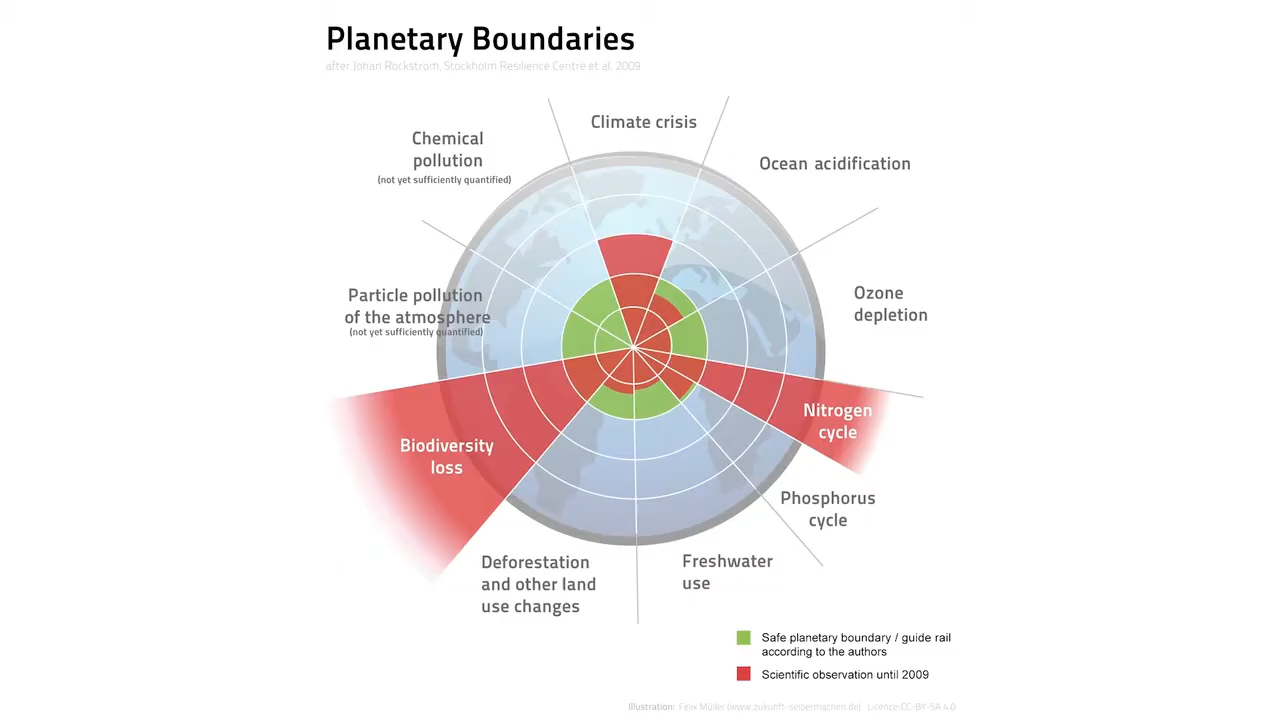 Planetary Boundaries
after Johan Rockström, Stockholm Resilience Centre et al. 2009
Climate crisis
Chemical
pollution
(not yet sufficiently quantified)
Ocean acidification
Particle pollution
of the atmosphere
(not yet sufficiently quantified)
Ozone
depletion
Nitrogen
cycle
Biodiversity
loss
Phosphorus
cycle
Deforestation
and other land
use changes
Freshwater
use
Safe planetary boundary / guide rail
according to the authors
Scientific observation until 2009
Illustration: Felix Müller (www.zukunft-selbermachen.de) Licence: CC-BY-SA 4.0